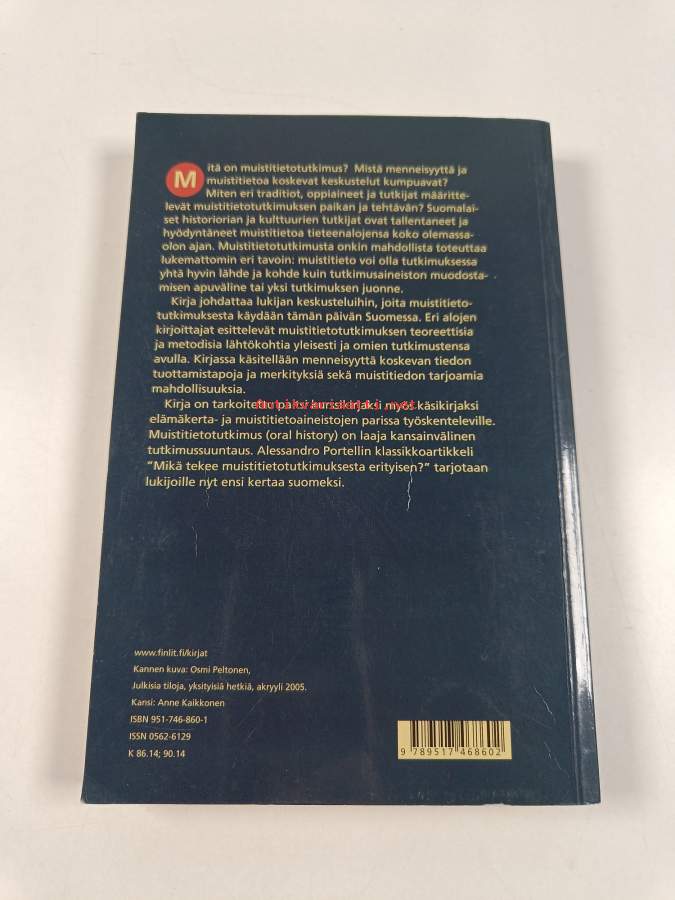 Mitä on muistitietotutkimus? Mistä menneisyyttä ja
muistitietoa koskevat keskustelut kumpuavat?
Miten eri traditiot, oppiaineet ja tutkijat määritte-
levät muistitietotutkimuksen paikan ja tehtävän? Suomalai-
set historiorian ja kulttuurien tutkijat ovat tallentaneet ja
hyödyntäneet muistitietoa tieteenalojensa koko olemassa-
olon ajan. Muistitietotutkimusta onkin mahdollista toteuttaa
lukemattomin eri tavoin: muistitieto voi olla tutkimuksessa
yhtä hyvin lähde ja kohde kuin tutkimusaineiston muodosta-
misen apuväline tai yksi tutkimuksen juonne.
Kirja johdattaa lukijan keskusteluihin, joita muistitieto-
tutkimuksesta käydään tämän päivän Suomessa. Eri alojen
kirjoittajat esittelevät muistitietotutkimuksen teoreettisia
ja metodisia lähtökohtia yleisesti ja omien tutkimustensa
avulla. Kirjassa käsitellään menneisyyttä koskevan tiedon
tuottamistapoja ja merkityksiä sekä muistitiedon tarjoamia
mahdollisuuksia.
Kirja on tarkoitettu paitsi kurssikirjaksi myös käsikirjaksi
elämäkerta- ja muistitietoaineistojen parissa työskenteleville.
Muistitietotutkimus (oral history) on laaja kansainvälinen
tutkimussuuntaus. Alessandro Portellin klassikkoartikkeli
”Mikä tekee muistitietotutkimuksesta erityisen?” tarjotaan
lukijoille nyt ensi kertaa suomeksi.
www.finlit.fi/kirjat
Kannen kuva: Osmi Peltonen,
Julkisia tiloja, yksityisiä hetkiä, akryyli 2005.
Kansi: Anne Kaikkonen
ISBN 951-746-860-1
ISSN 0562-6129
K 86.14; 90.14
9 789517 468602